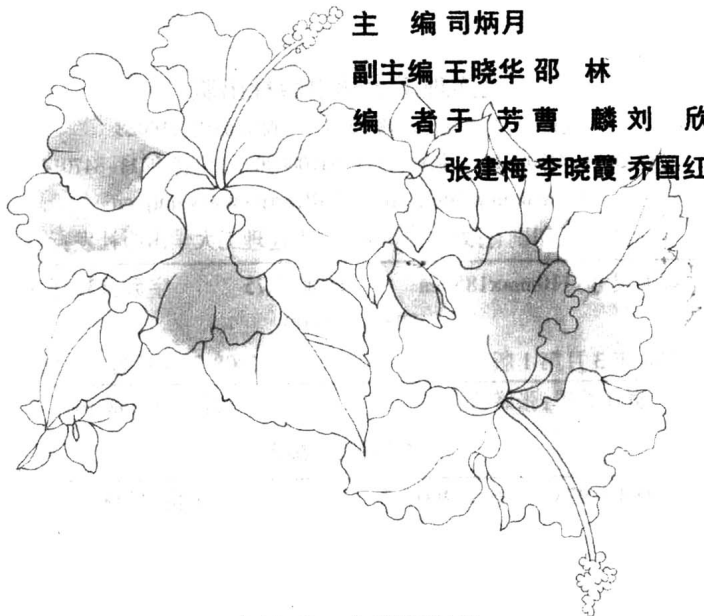 主 编 司炳月
副主编 王晓华 邵 林
编 者 于 芳 曹 麟 刘 欣
张建梅 李晓霞 乔国红